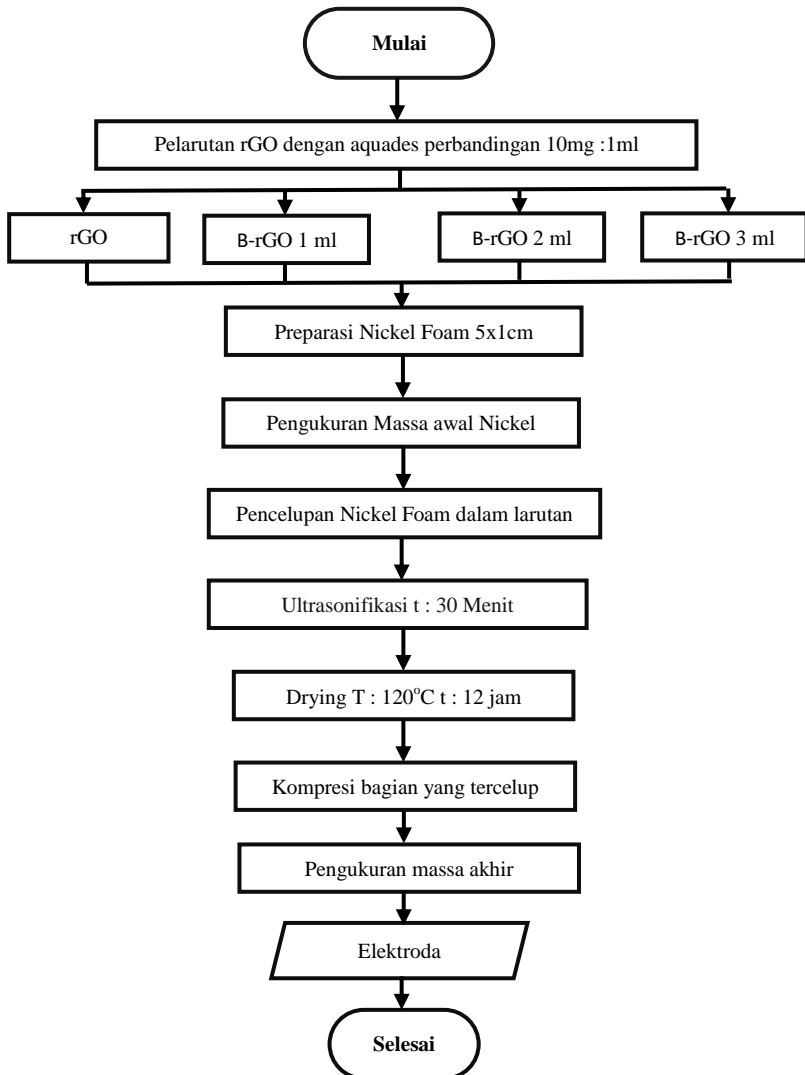 Mulai
Pelarutan rGO dengan aquades perbandingan 10mg :1ml
rGO
B-rGO 1 ml
B-rGO 2 ml
B-rGO 3 ml
Preparasi Nickel Foam 5x1cm
Pengukuran Massa awal Nickel
Pencelupan Nickel Foam dalam larutan
Ultrasonifikasi t : 30 Menit
Drying T : 120°C t : 12 jam
Kompresi bagian yang tercelup
Pengukuran massa akhir
Elektroda
Selesai